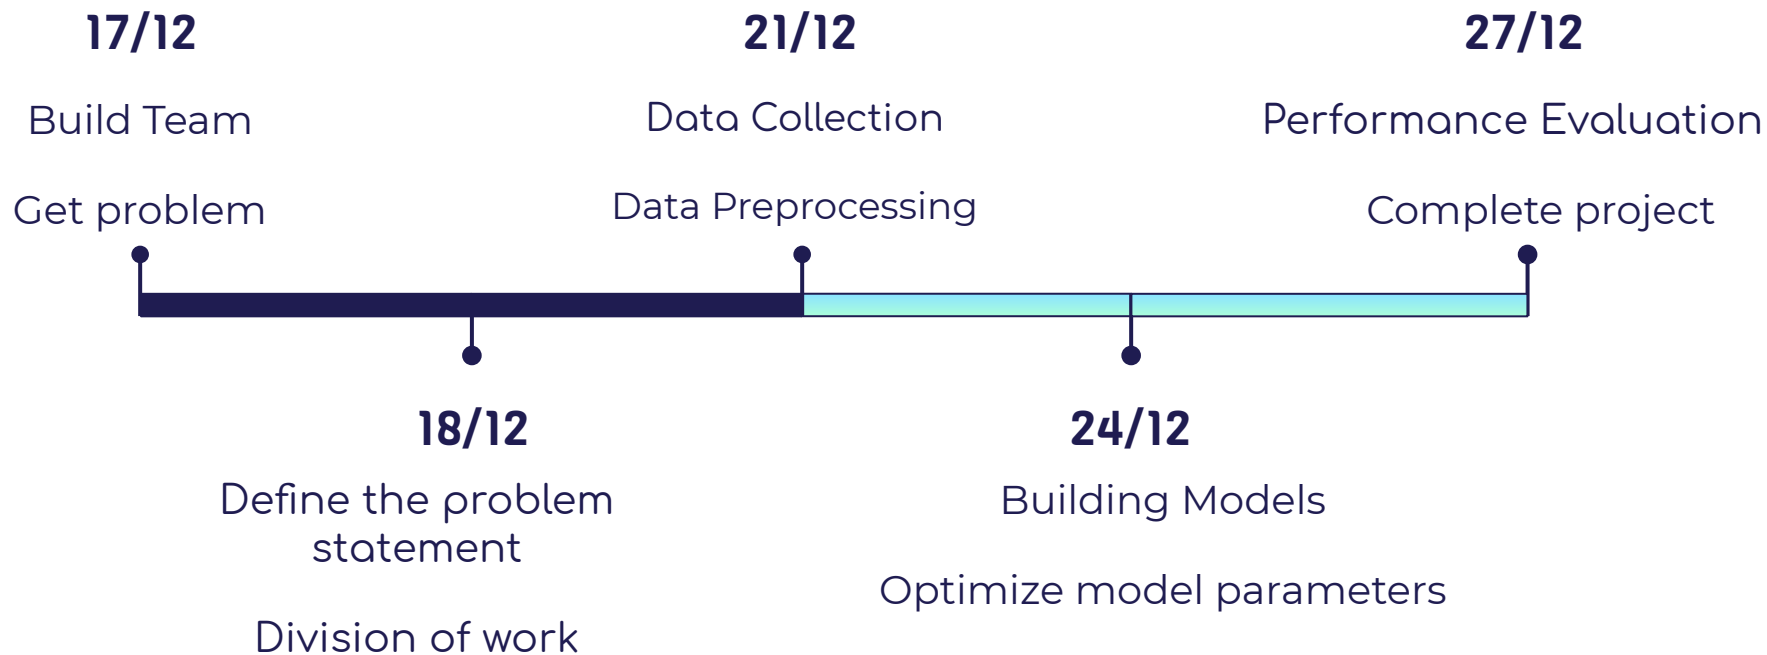 17/12
Build Team
Get problem
21/12
Data Collection
Data Preprocessing
27/12
Performance Evaluation
Complete project
18/12
Define the problem
statement
Division of work
24/12
Building Models
Optimize model parameters